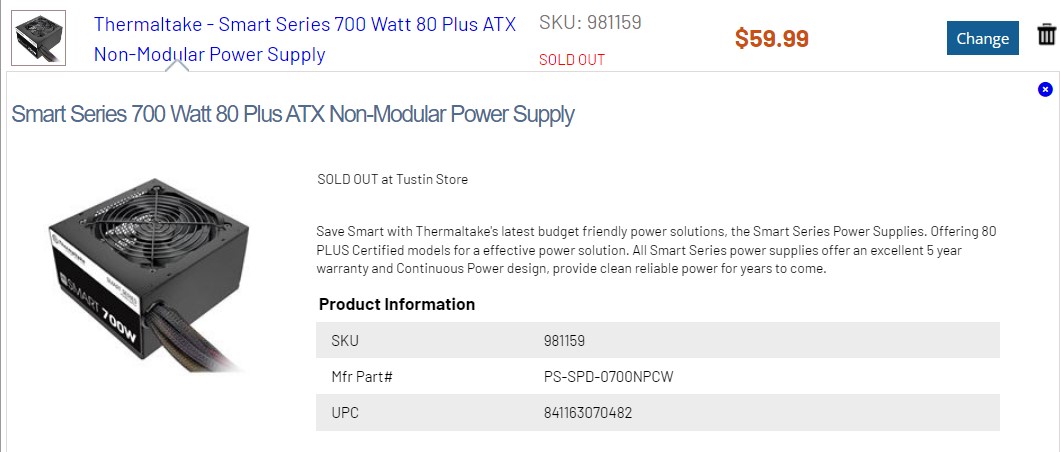 Thermaltake - Smart Series 700 Watt 80 Plus ATX
Non-Modular Power Supply
SKU: 981159
SOLD OUT
$59.99
Change
Smart Series 700 Watt 80 Plus ATX Non-Modular Power Supply
SMART 700W
SOLD OUT at Tustin Store
Save Smart with Thermaltake's latest budget friendly power solutions, the Smart Series Power Supplies. Offering 80
PLUS Certified models for a effective power solution. All Smart Series power supplies offer an excellent 5 year
warranty and Continuous Power design, provide clean reliable power for years to come.
Product Information
SKU 981159
Mfr Part# PS-SPD-0700NPCW
UPC 841163070482